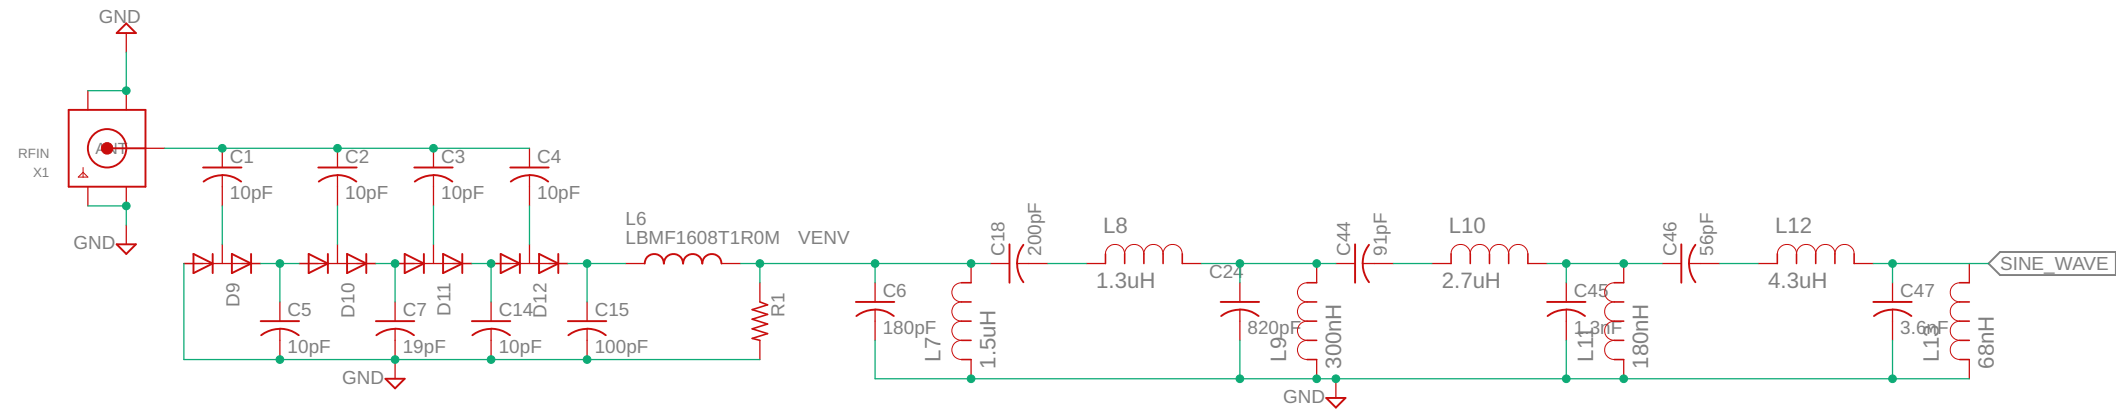 GND
RFIN
X1
ANT
GND
C1
10pF
C2
10pF
C3
10pF
C4
10pF
D9
C5
10pF
D10
C7
19pF
D11
C14
10pF
D12
C15
100pF
GND
L6
LBMF1608T1R0M
VENV
R1
C6
180pF
L7
1.5uH
C18
200pF
L8
1.3uH
C24
820pF
L9
300nH
GND
C44
91pF
L10
2.7uH
C45
1.3nF
L11
180nH
C46
56pF
L12
4.3uH
C47
3.6nF
L13
68nH
SINE_WAVE